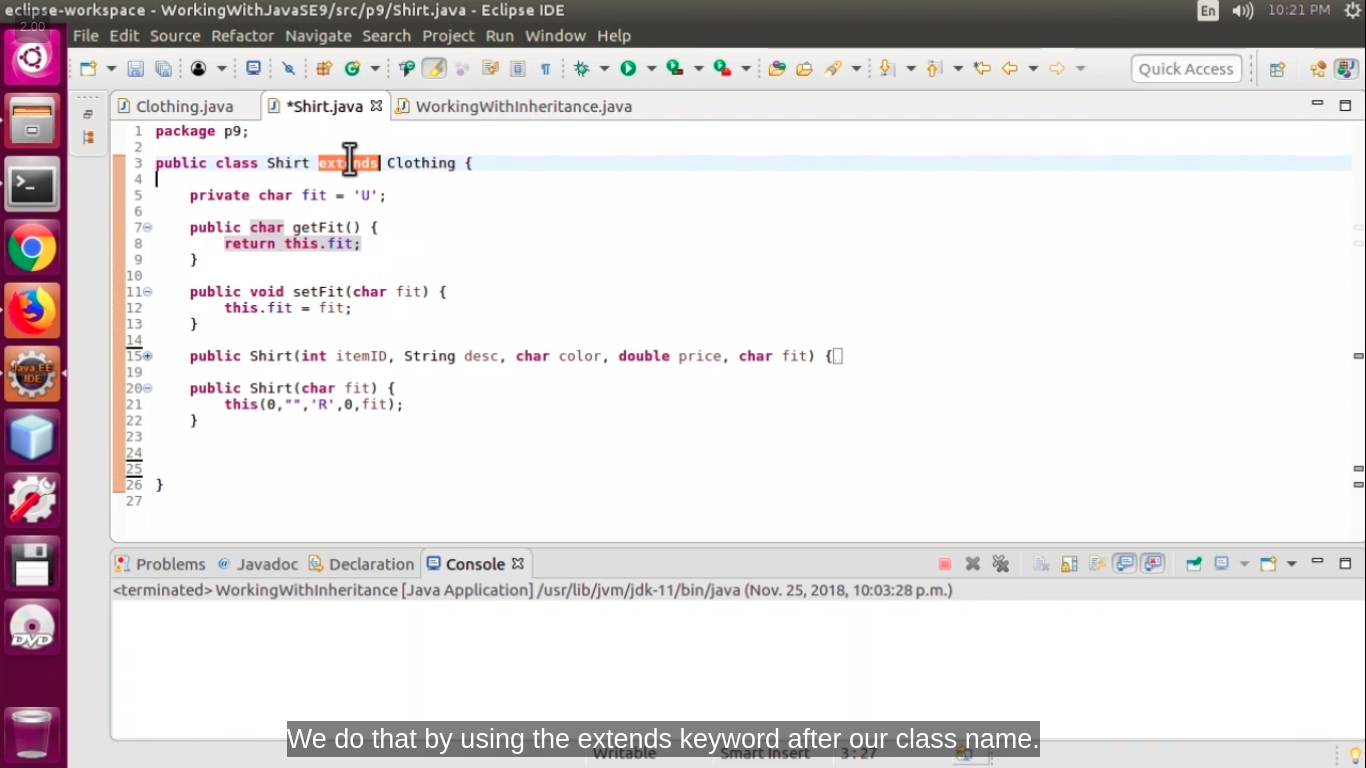 eclipse-workspace - WorkingWithJavaSE9/src/p9/Shirt.java - Eclipse IDE
En
10:21 PM
2.00
File Edit Source Refactor Navigate Search Project Run Window Help
Quick Access
Clothing.java
*Shirt.java
WorkingWithInheritance.java
1 package p9;
2
3 public class Shirt extends Clothing {
4
5 private char fit = 'U';
6
7 public char getFit() {
8 return this.fit;
9 }
10
11 public void setFit(char fit) {
12 this.fit = fit;
13 }
14
15 public Shirt(int itemID, String desc, char color, double price, char fit) {
19
20 public Shirt(char fit) {
21 this(0,"",'R',0,fit);
22 }
23
24
25
26 }
27
Java EE
IDE
DVD
Problems @ Javadoc Declaration Console
<terminated> WorkingWithInheritance [Java Application] /usr/lib/jvm/jdk-11/bin/java (Nov. 25, 2018, 10:03:28 p.m.)
We do that by using the extends keyword after our class name.
Writable Smart Insert 3:27